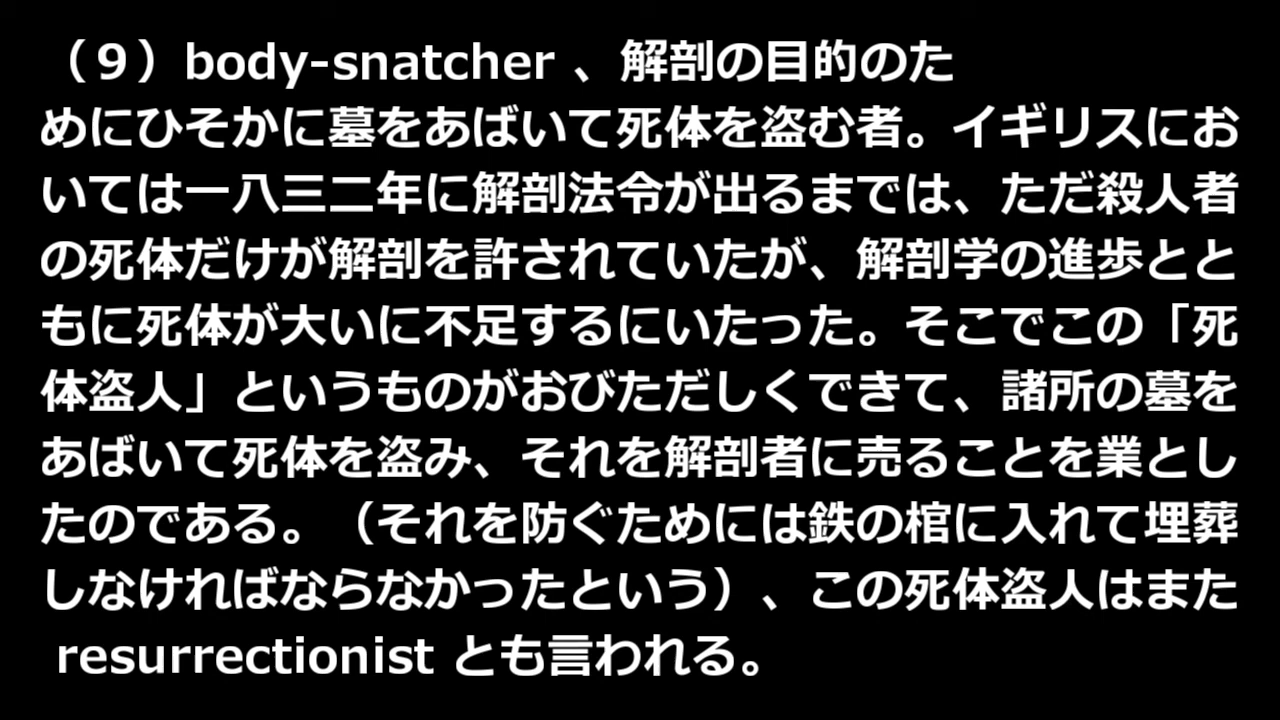 （９）body-snatcher 、解剖の目的のた
めにひそかに墓をあばいて死体を盗む者。イギリスにお
いては一八三二年に解剖法令が出るまでは、ただ殺人者
の死体だけが解剖を許されていたが、解剖学の進歩とと
もに死体が大いに不足するにいたった。そこでこの「死
体盗人」というものがおびただしくできて、諸所の墓を
あばいて死体を盗み、それを解剖者に売ることを業とし
たのである。（それを防ぐためには鉄の棺に入れて埋葬
しなければならなかったという）、この死体盗人はまた
resurrectionist とも言われる。